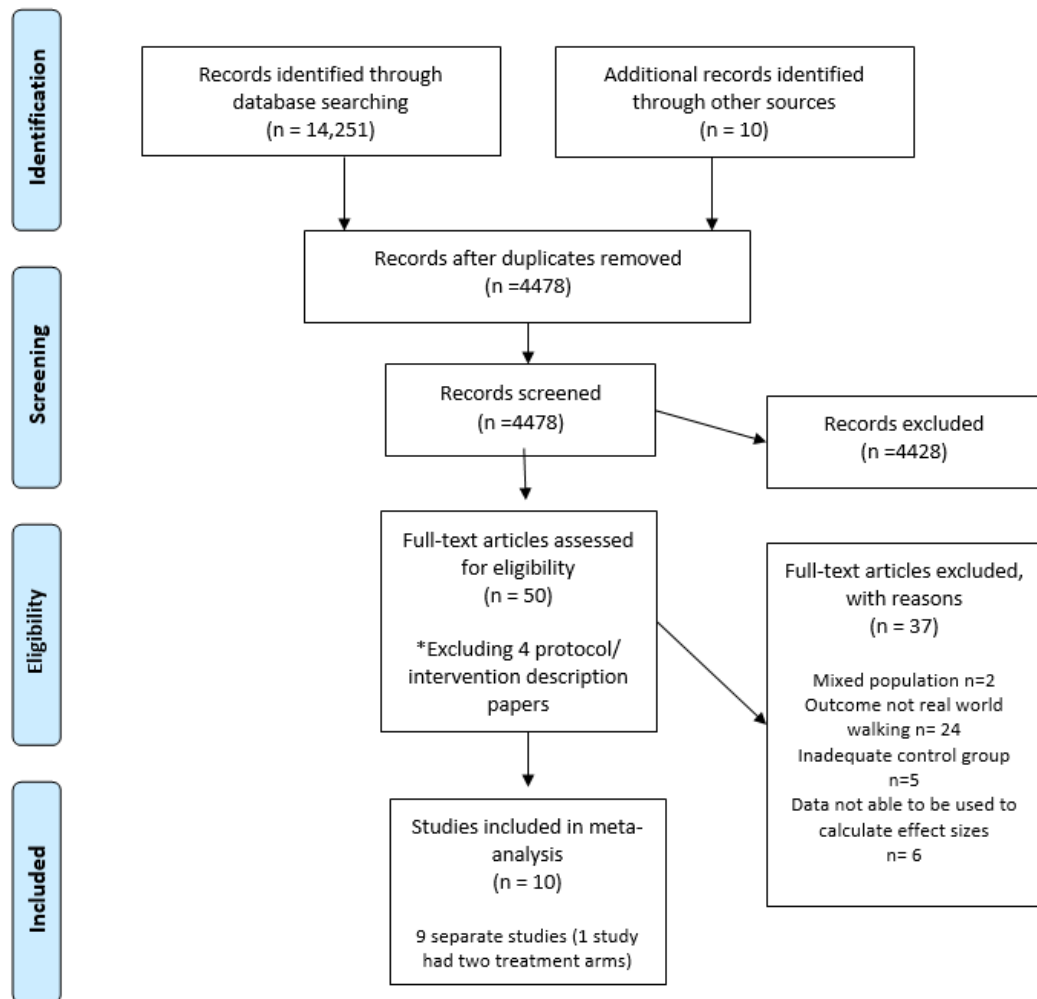 Identification
Records identified through
database searching
(n = 14,251)
Additional records identified
through other sources
(n = 10)
Screening
Records after duplicates removed
(n =4478)
Records screened
(n =4478)
Records excluded
(n =4428)
Eligibility
Full-text articles assessed
for eligibility
(n = 50)
*Excluding 4 protocol/
intervention description
papers
Full-text articles excluded,
with reasons
(n = 37)
Mixed population n=2
Outcome not real world
walking n= 24
Inadequate control group
n=5
Data not able to be used to
calculate effect sizes
n= 6
Included
Studies included in meta-
analysis
(n = 10)
9 separate studies (1 study
had two treatment arms)